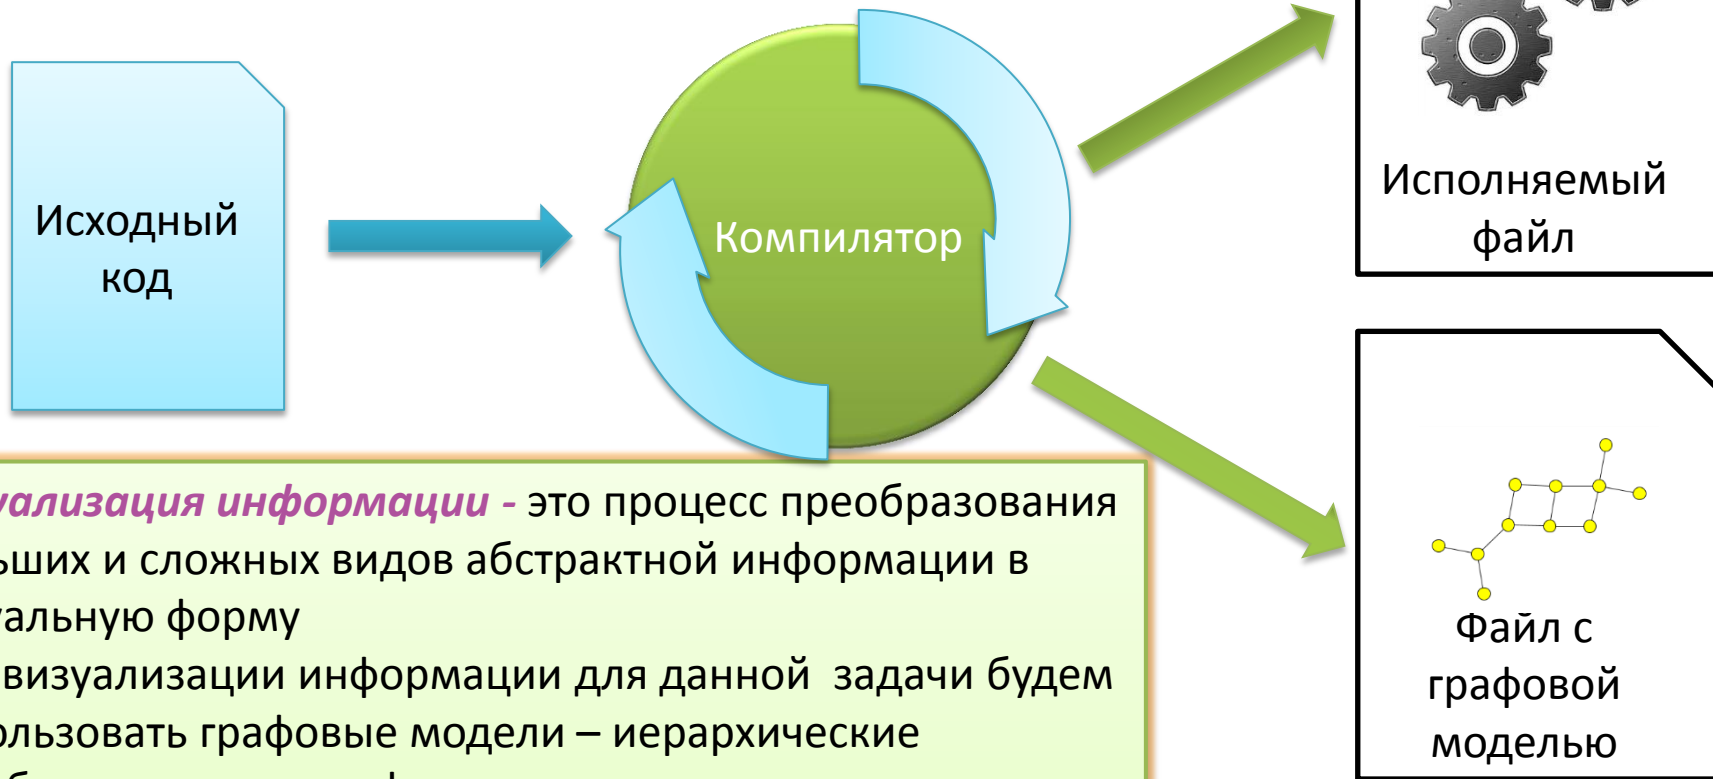 Исходный
код
Компилятор
Исполняемый
файл
Файл с
графовой
моделью
уализация информации - это процесс преобразования
ьших и сложных видов абстрактной информации в
уальную форму
визуализации информации для данной задачи будем
ользовать графовые модели – иерархические